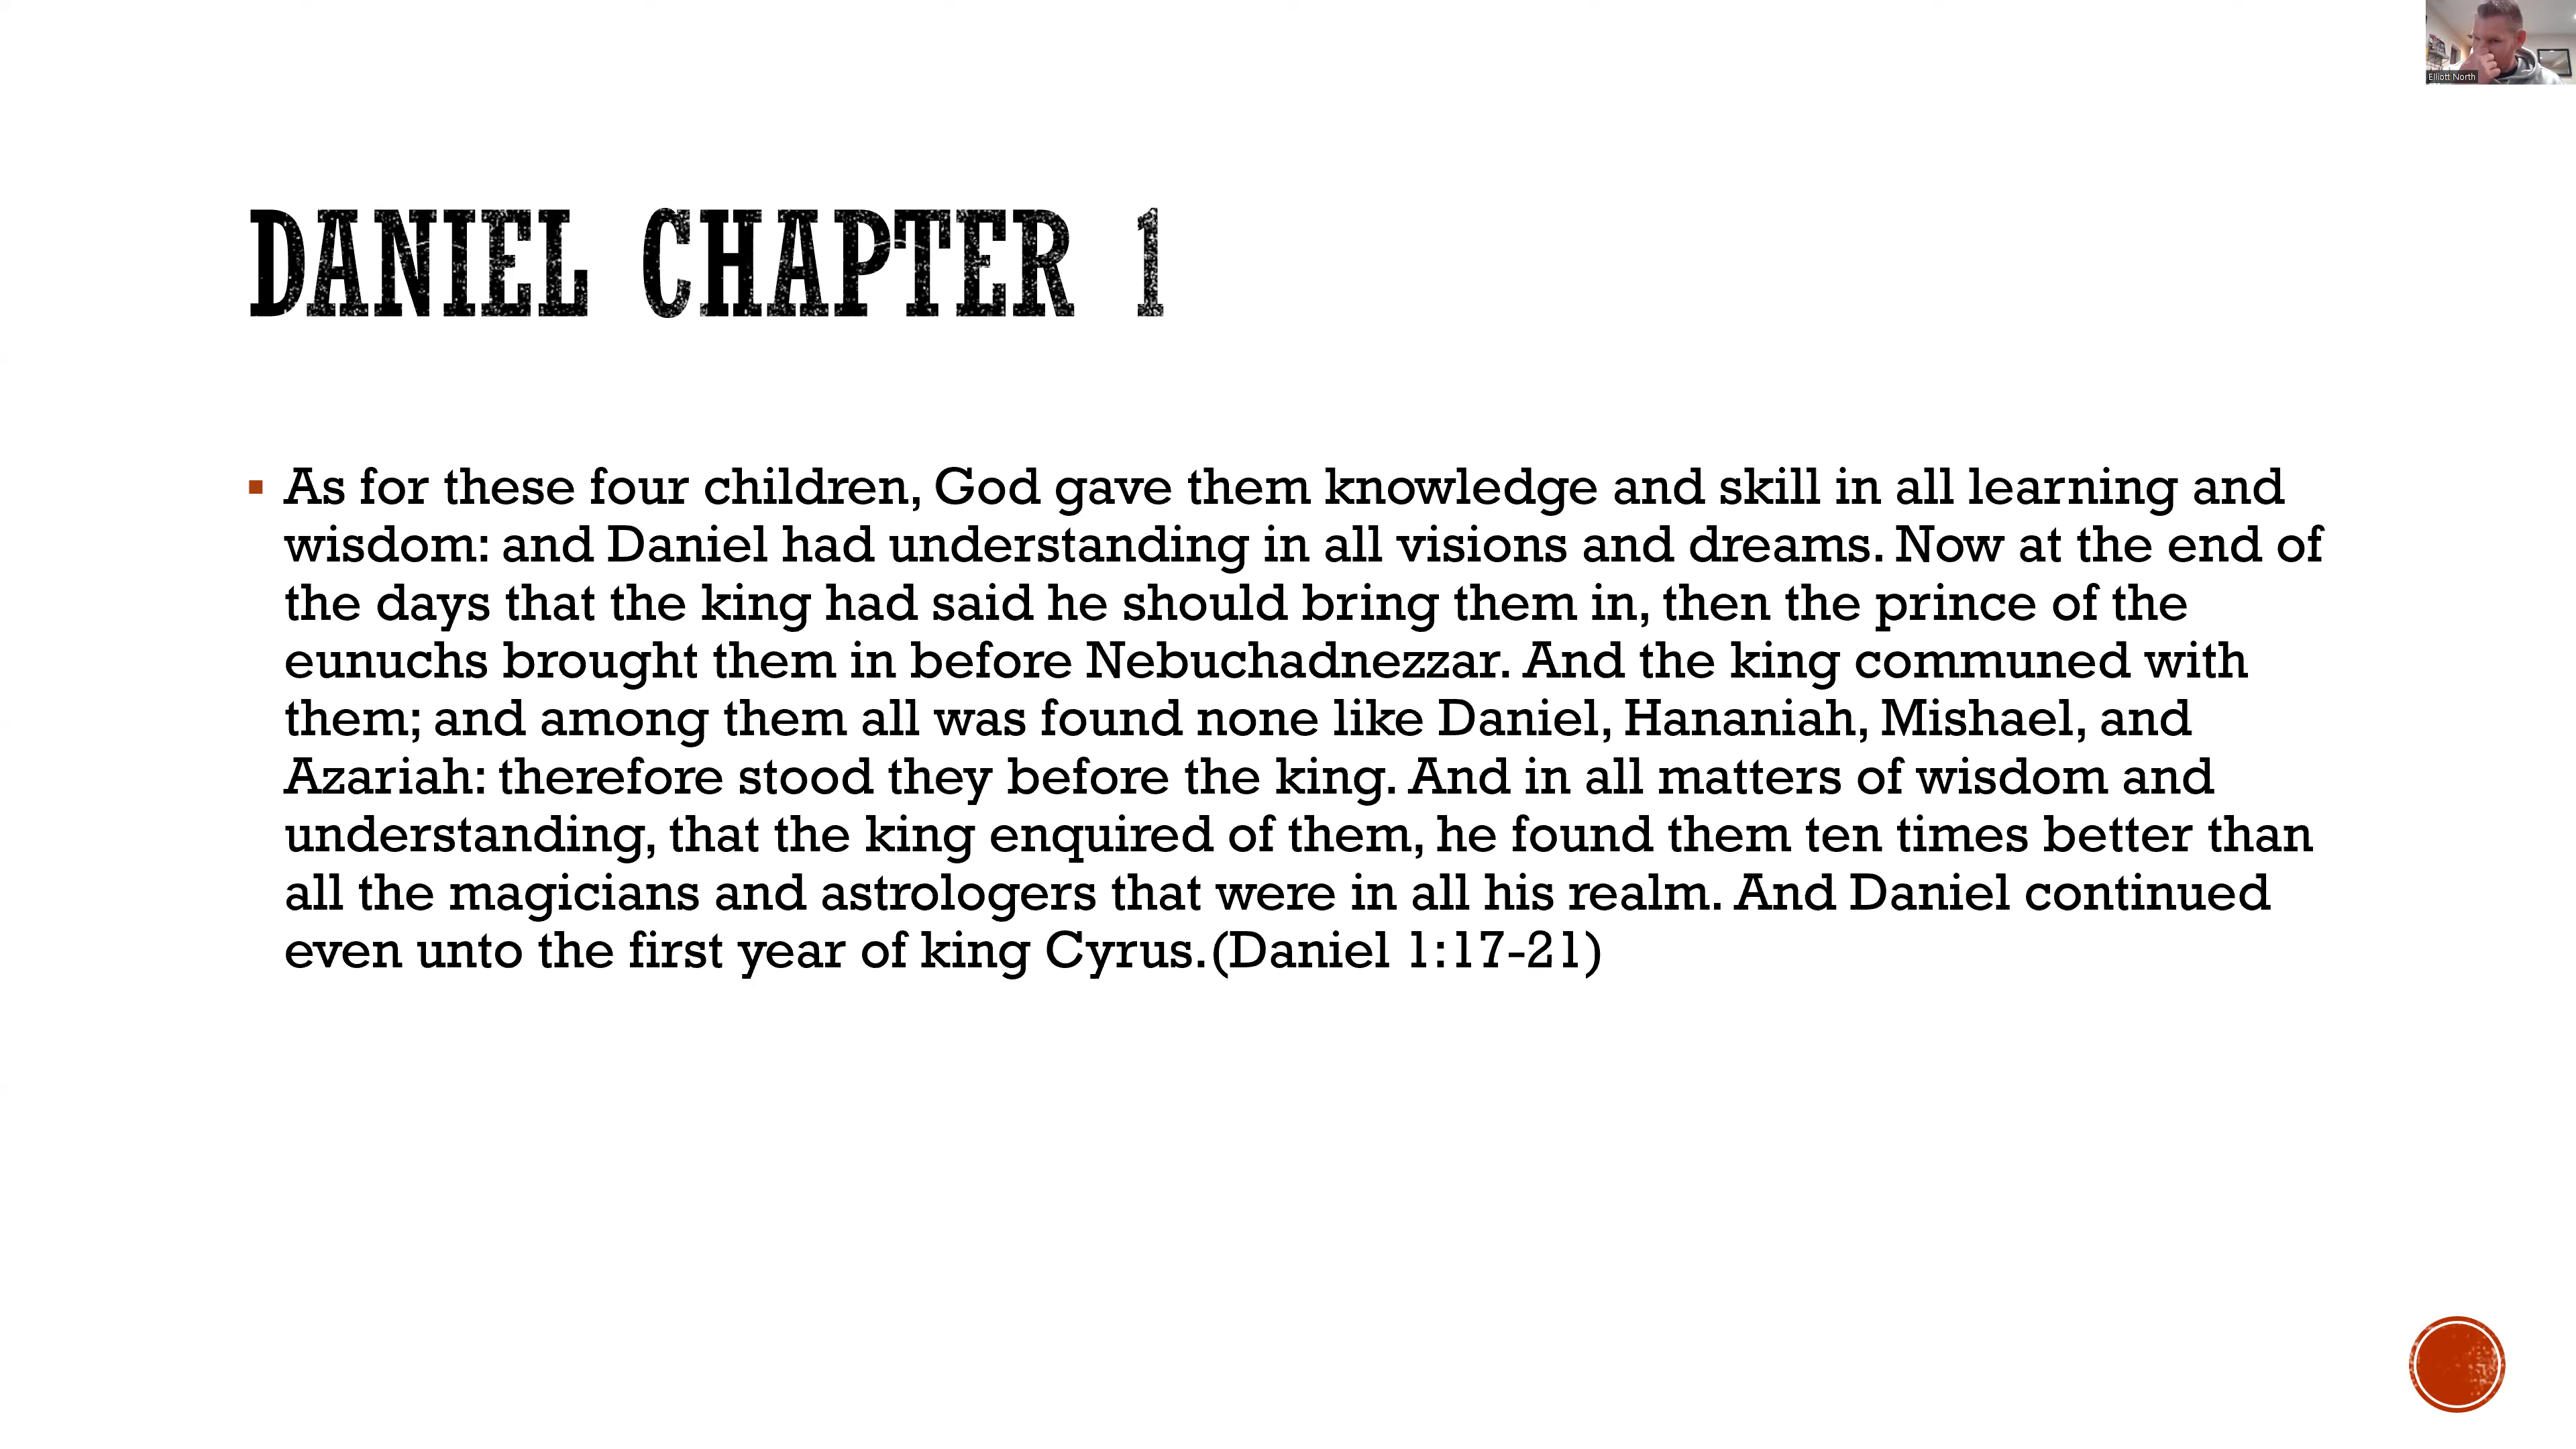 Elliott North
DANIEL CHAPTER 1
As for these four children, God gave them knowledge and skill in all learning and
wisdom: and Daniel had understanding in all visions and dreams. Now at the end of
the days that the king had said he should bring them in, then the prince of the
eunuchs brought them in before Nebuchadnezzar. And the king communed with
them; and among them all was found none like Daniel, Hananiah, Mishael, and
Azariah: therefore stood they before the king. And in all matters of wisdom and
understanding, that the king enquired of them, he found them ten times better than
all the magicians and astrologers that were in all his realm. And Daniel continued
even unto the first year of king Cyrus.(Daniel 1:17-21)